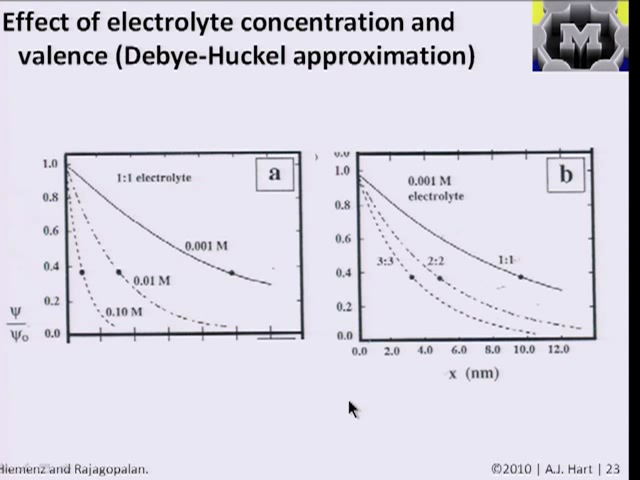 Effect of electrolyte concentration and
valence (Debye-Huckel approximation)
M
1.0
0.8
0.6
0.4
0.2
0.0
Ψ
Ψo
1:1 electrolyte
a
0.001 M
0.01 M
0.10 M
0.0
1.0
0.8
0.6
0.4
0.2
0.0
0.001 M
electrolyte
b
3:3
2:2
1:1
0.0 2.0 4.0 6.0 8.0 10.0 12.0
x (nm)
Hiemenz and Rajagopalan.
©2010 | A.J. Hart | 23